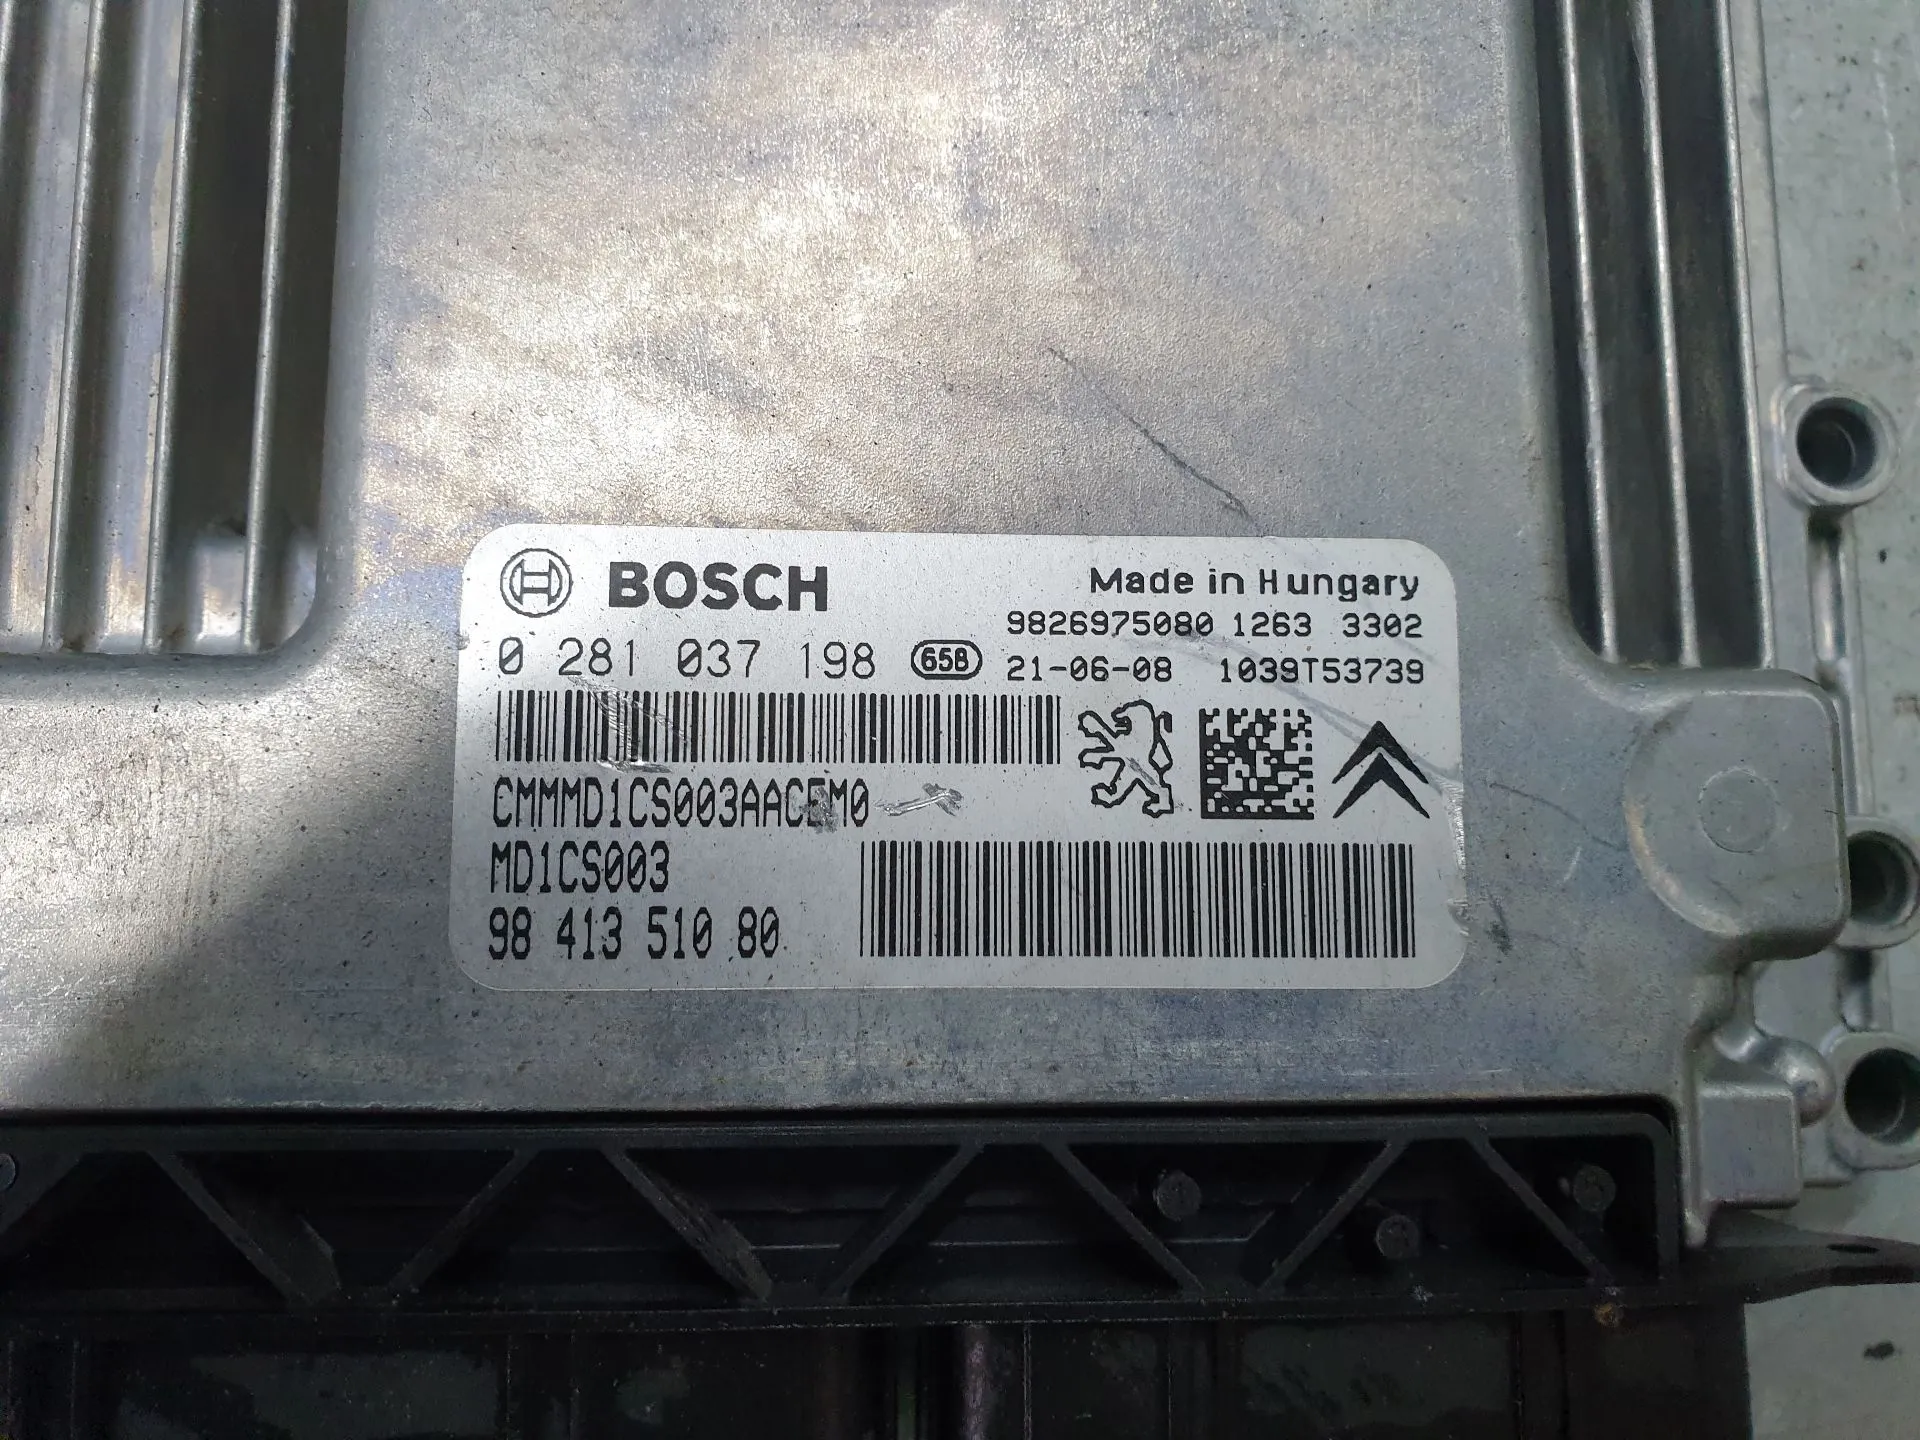 BOSCH
Made in Hungary
9826975080 1263 3302
0 281 037 198 65B 21-06-08 1039T53739
CMMMD1CS003AACEM0
MD1CS003
98 413 510 80